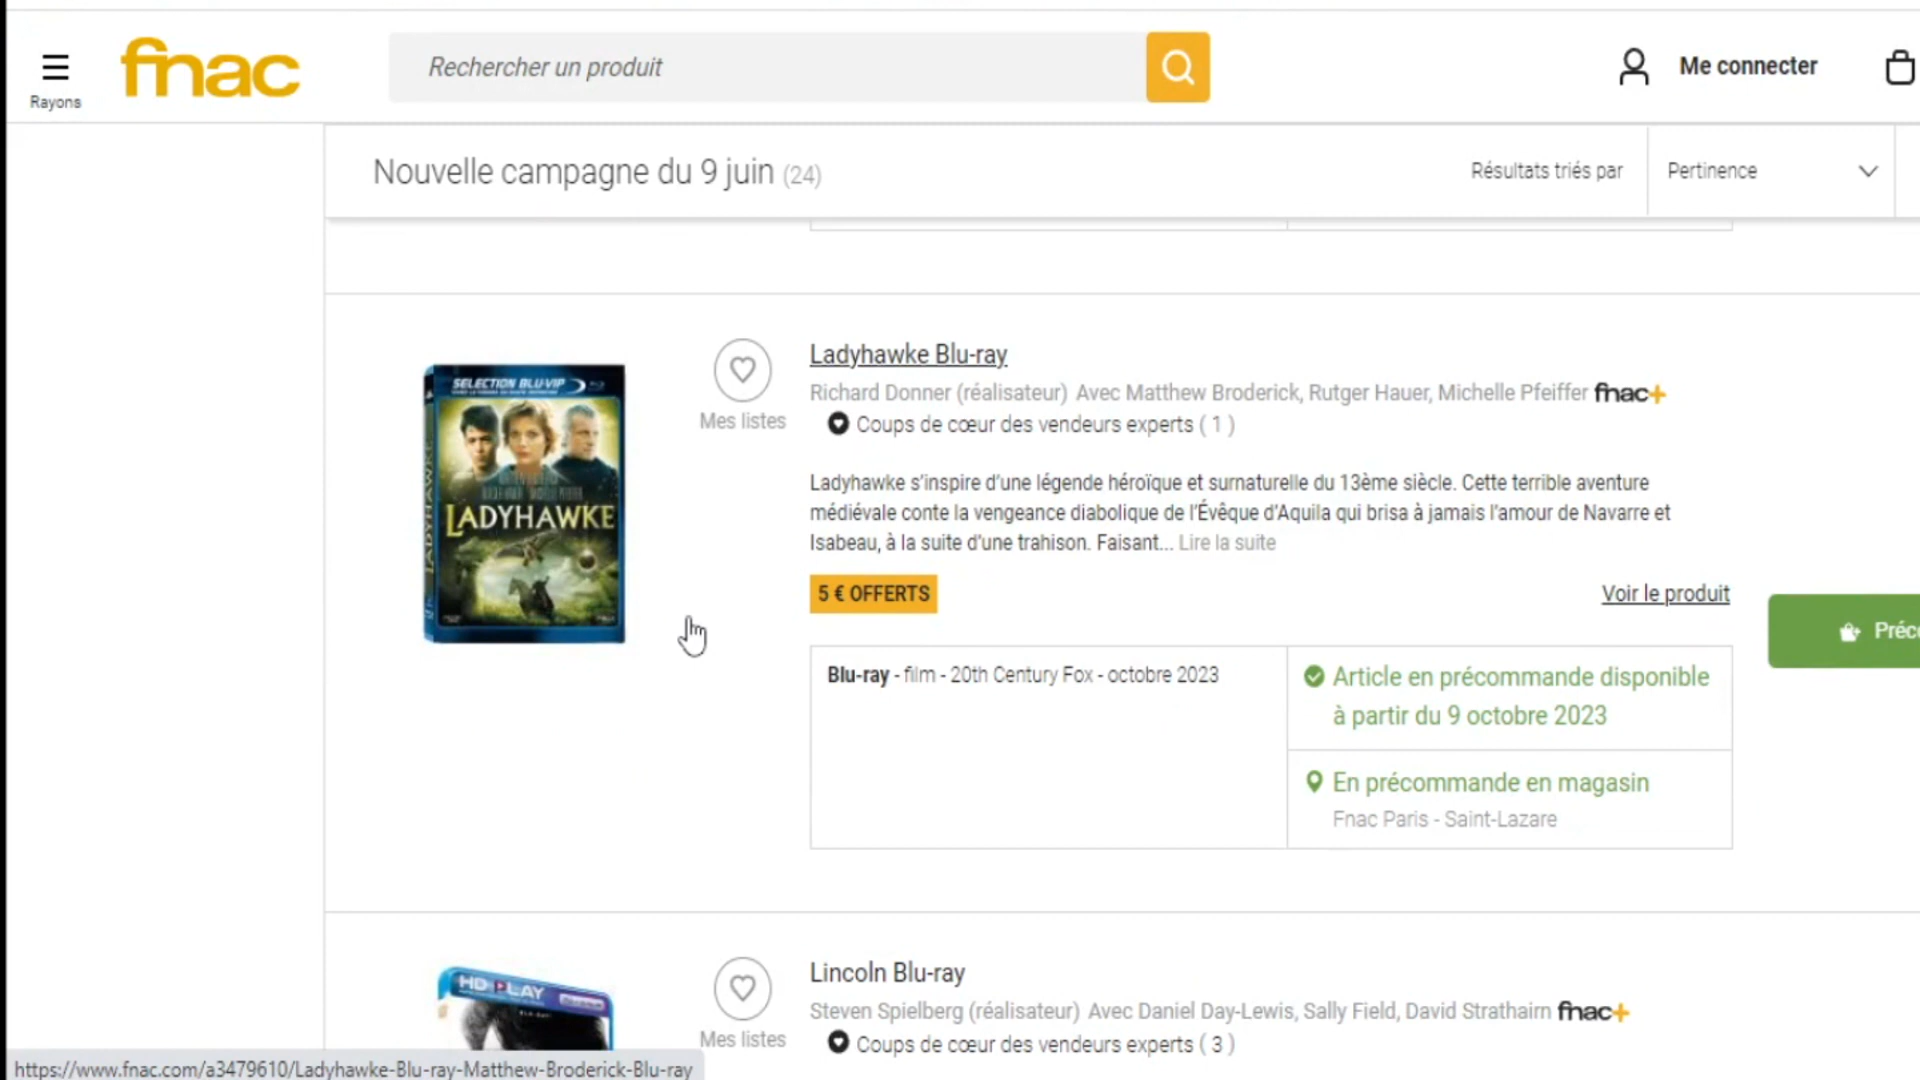 Rayons
fnac
Rechercher un produit
Me connecter
Nouvelle campagne du 9 juin (24)
Résultats triés par
Pertinence
SELECTION BLU-VIP
LADYHAWKE
LADYHAWKE
Mes listes
Ladyhawke Blu-ray
Richard Donner (réalisateur) Avec Matthew Broderick, Rutger Hauer, Michelle Pfeiffer fnac+
Coups de cœur des vendeurs experts ( 1 )
Ladyhawke s'inspire d'une légende héroïque et surnaturelle du 13ème siècle. Cette terrible aventure
médiévale conte la vengeance diabolique de l'Évêque d'Aquila qui brisa à jamais l'amour de Navarre et
Isabeau, à la suite d'une trahison. Faisant... Lire la suite
5 € OFFERTS
Voir le produit
Préc
Blu-ray - film - 20th Century Fox - octobre 2023
Article en précommande disponible
à partir du 9 octobre 2023
En précommande en magasin
Fnac Paris - Saint-Lazare
HD PLAY
Mes listes
Lincoln Blu-ray
Steven Spielberg (réalisateur) Avec Daniel Day-Lewis, Sally Field, David Strathairn fnac+
Coups de cœur des vendeurs experts ( 3 )
https://www.fnac.com/a3479610/Ladyhawke-Blu-ray-Matthew-Broderick-Blu-ray